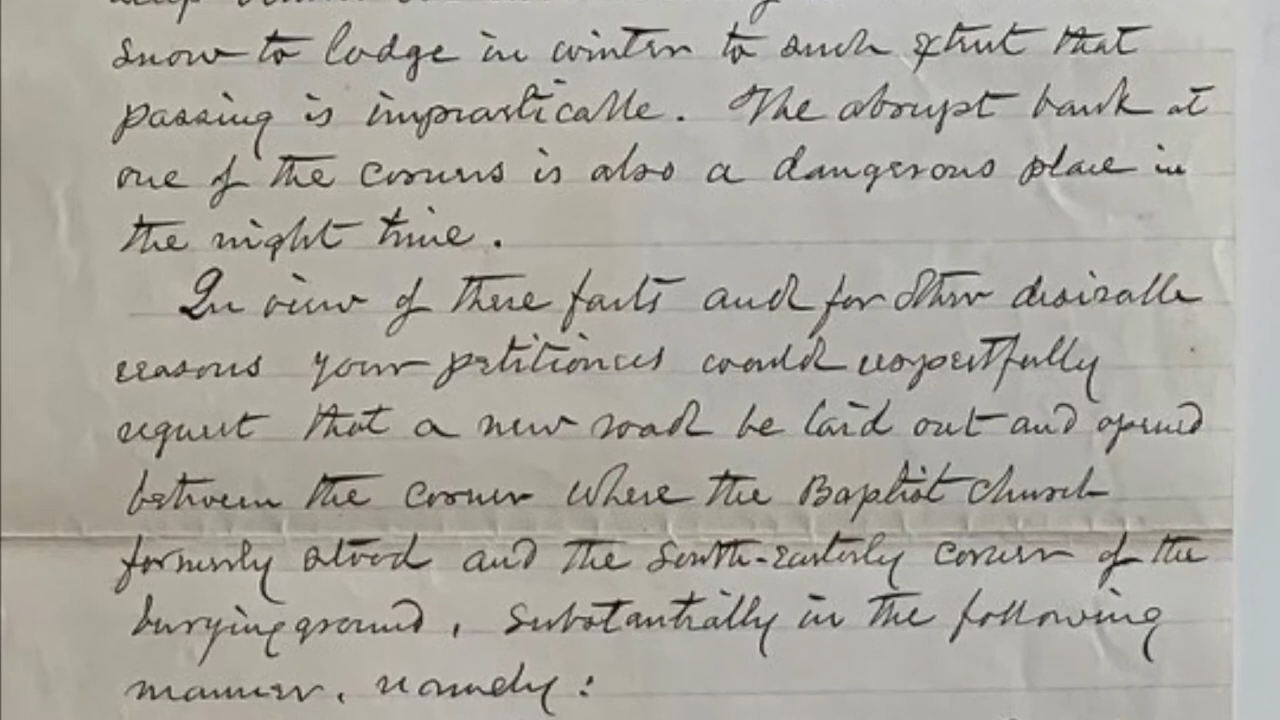 snow to lodge in winter to such extent that
passing is impracticable. The abrupt bank at
one of the corners is also a dangerous place in
the night time.
In view of these facts and for other desirable
reasons your petitioners would respectfully
request that a new road be laid out and opened
between the corner where the Baptist church
formerly stood and the South-easterly corner of the
burying ground, substantially in the following
manner, namely: